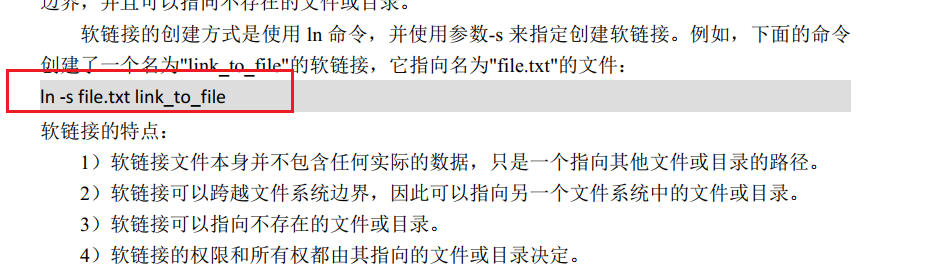 边界，并且可以指向不存在的文件或目录。
软链接的创建方式是使用 ln 命令，并使用参数-s 来指定创建软链接。例如，下面的命令
创建了一个名为"link_to_file"的软链接，它指向名为"file.txt"的文件：
ln -s file.txt link_to_file
软链接的特点：
1）软链接文件本身并不包含任何实际的数据，只是一个指向其他文件或目录的路径。
2）软链接可以跨越文件系统边界，因此可以指向另一个文件系统中的文件或目录。
3）软链接可以指向不存在的文件或目录。
4）软链接的权限和所有权都由其指向的文件或目录决定。